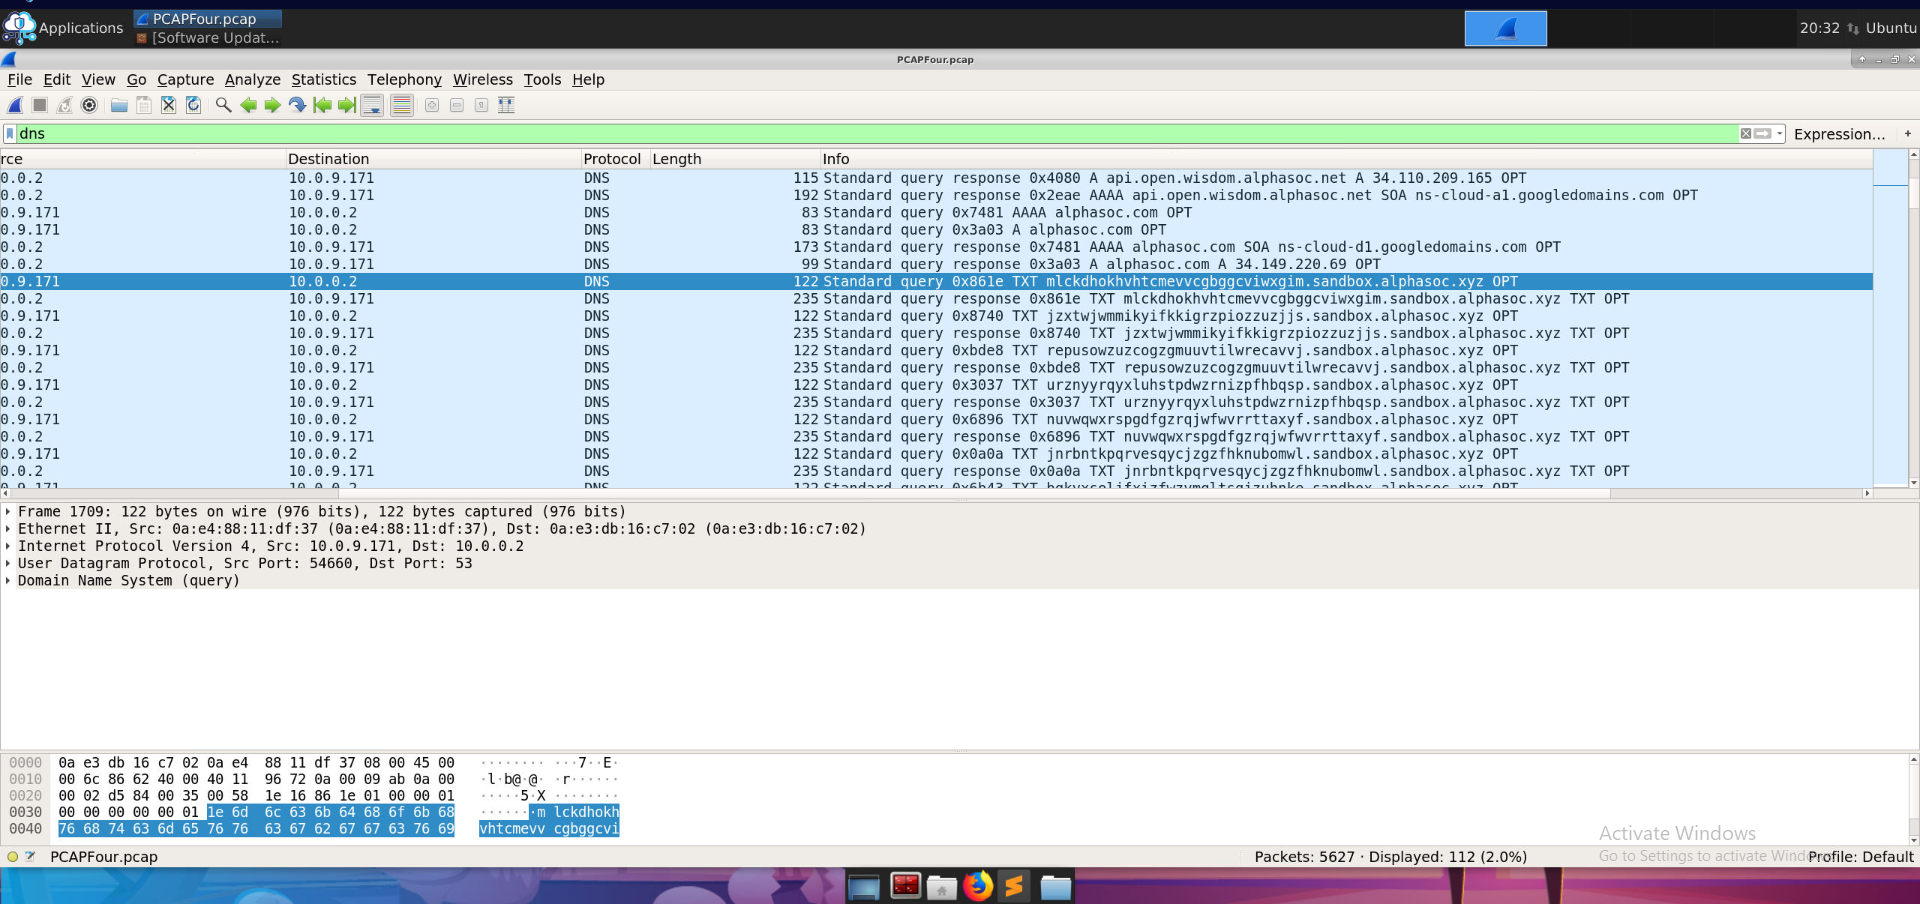 Applications
PCAPFour.pcap
[Software Updat...
20:32 Ubuntu
PCAPFour.pcap
File Edit View Go Capture Analyze Statistics Telephony Wireless Tools Help
dns
Expression... +
rce Destination Protocol Length Info
0.0.2 10.0.9.171 DNS 115 Standard query response 0x4080 A api.open.wisdom.alphasoc.net A 34.110.209.165 OPT
0.0.2 10.0.9.171 DNS 192 Standard query response 0x2eae AAAA api.open.wisdom.alphasoc.net SOA ns-cloud-a1.googledomains.com OPT
0.9.171 10.0.0.2 DNS 83 Standard query 0x7481 AAAA alphasoc.com OPT
0.9.171 10.0.0.2 DNS 83 Standard query 0x3a03 A alphasoc.com OPT
0.0.2 10.0.9.171 DNS 173 Standard query response 0x7481 AAAA alphasoc.com SOA ns-cloud-d1.googledomains.com OPT
0.0.2 10.0.9.171 DNS 99 Standard query response 0x3a03 A alphasoc.com A 34.149.220.69 OPT
0.9.171 10.0.0.2 DNS 122 Standard query 0x861e TXT mlckdhokhvhtcmevvcgbggcviwxgim.sandbox.alphasoc.xyz OPT
0.0.2 10.0.9.171 DNS 235 Standard query response 0x861e TXT mlckdhokhvhtcmevvcgbggcviwxgim.sandbox.alphasoc.xyz TXT OPT
0.9.171 10.0.0.2 DNS 122 Standard query 0x8740 TXT jzxtwjwmmikyifkkigrzpiozzuzjjs.sandbox.alphasoc.xyz OPT
0.0.2 10.0.9.171 DNS 235 Standard query response 0x8740 TXT jzxtwjwmmikyifkkigrzpiozzuzjjs.sandbox.alphasoc.xyz TXT OPT
0.9.171 10.0.0.2 DNS 122 Standard query 0xbde8 TXT repusowzuzcogzgmuuvtilwrecavvj.sandbox.alphasoc.xyz OPT
0.0.2 10.0.9.171 DNS 235 Standard query response 0xbde8 TXT repusowzuzcogzgmuuvtilwrecavvj.sandbox.alphasoc.xyz TXT OPT
0.9.171 10.0.0.2 DNS 122 Standard query 0x3037 TXT urznyyrqyxluhstpdwzrnizpfhbqsp.sandbox.alphasoc.xyz OPT
0.0.2 10.0.9.171 DNS 235 Standard query response 0x3037 TXT urznyyrqyxluhstpdwzrnizpfhbqsp.sandbox.alphasoc.xyz TXT OPT
0.9.171 10.0.0.2 DNS 122 Standard query 0x6896 TXT nuvwqwxrspgdfgzrqjwfwvrrttaxyf.sandbox.alphasoc.xyz OPT
0.0.2 10.0.9.171 DNS 235 Standard query response 0x6896 TXT nuvwqwxrspgdfgzrqjwfwvrrttaxyf.sandbox.alphasoc.xyz TXT OPT
0.9.171 10.0.0.2 DNS 122 Standard query 0x0a0a TXT jnrbntkpqrvesqycjzgzfhknubomwl.sandbox.alphasoc.xyz OPT
0.0.2 10.0.9.171 DNS 235 Standard query response 0x0a0a TXT jnrbntkpqrvesqycjzgzfhknubomwl.sandbox.alphasoc.xyz TXT OPT
Frame 1709: 122 bytes on wire (976 bits), 122 bytes captured (976 bits)
Ethernet II, Src: 0a:e4:88:11:df:37 (0a:e4:88:11:df:37), Dst: 0a:e3:db:16:c7:02 (0a:e3:db:16:c7:02)
Internet Protocol Version 4, Src: 10.0.9.171, Dst: 10.0.0.2
User Datagram Protocol, Src Port: 54660, Dst Port: 53
Domain Name System (query)
0000 0a e3 db 16 c7 02 0a e4 88 11 df 37 08 00 45 00 ········ ···7··E·
0010 00 6c 86 62 40 00 40 11 96 72 0a 00 09 ab 0a 00 ·l·b@·@· ·r······
0020 00 02 d5 84 00 35 00 58 1e 16 86 1e 01 00 00 01 ·····5·X ········
0030 00 00 00 00 00 01 1e 6d 6c 63 6b 64 68 6f 6b 68 ·······m lckdhokh
0040 76 68 74 63 6d 65 76 76 63 67 62 67 67 63 76 69 vhtcmevv cgbggcvi
Activate Windows
Go to Settings to activate Windows
PCAPFour.pcap
Packets: 5627 · Displayed: 112 (2.0%)
Profile: Default